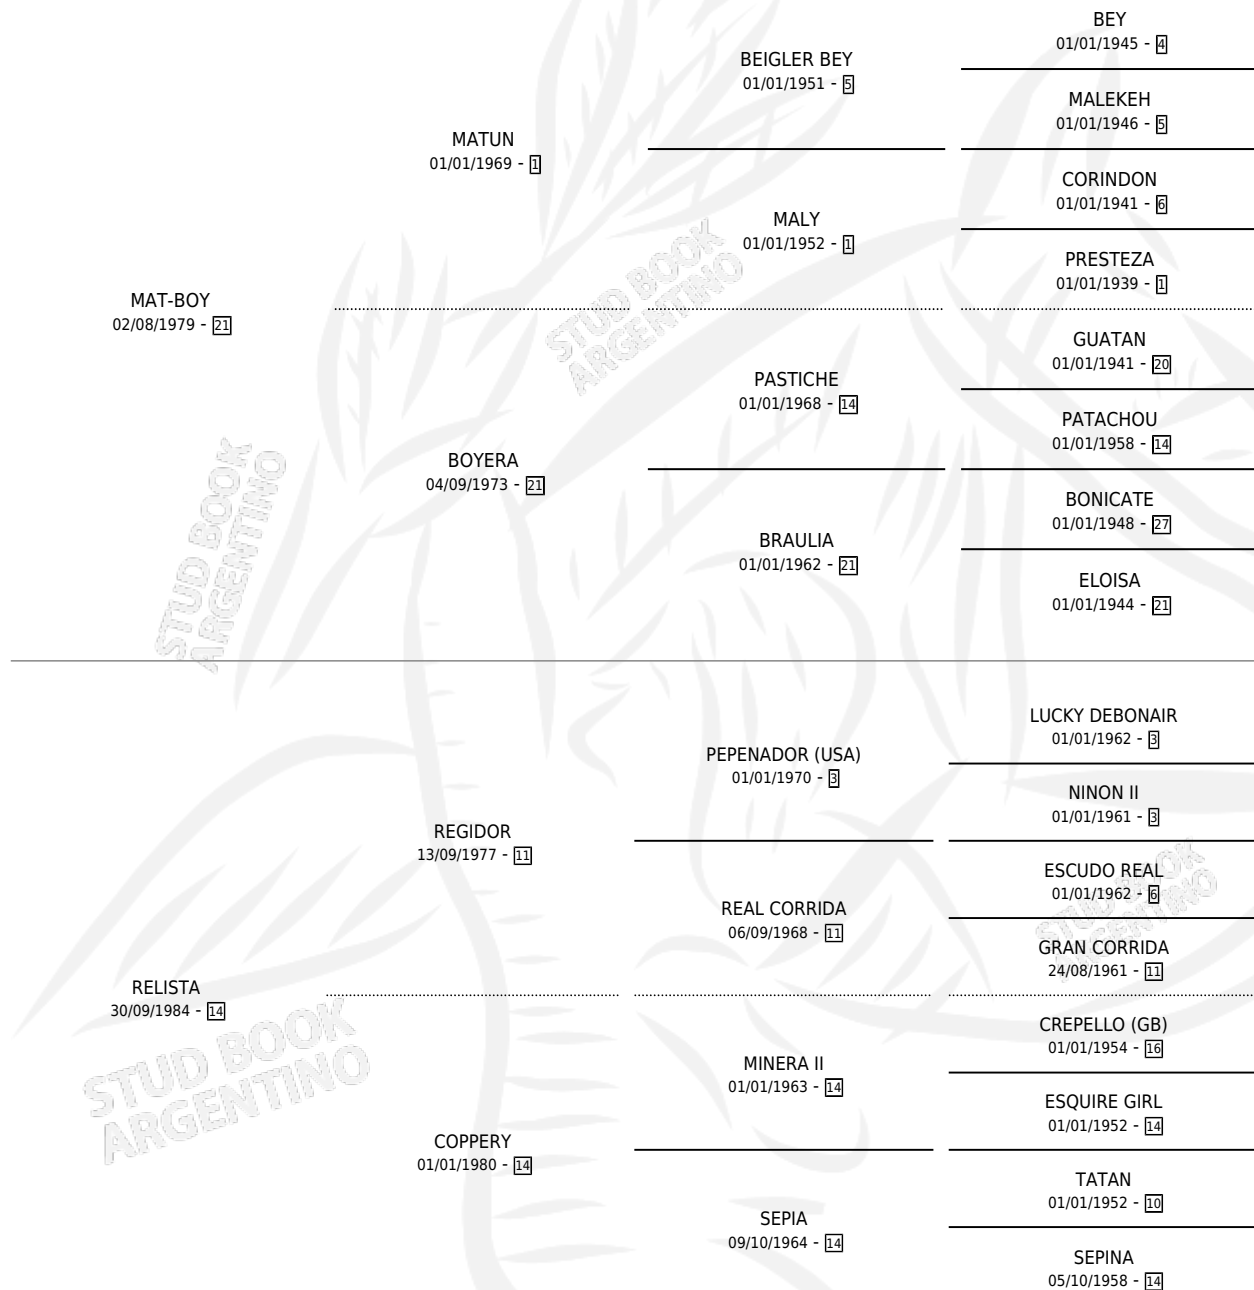 BEY
01/01/1945 - 4
BEIGLER BEY
01/01/1951 - 5
MALEKEH
01/01/1946 - 5
MATUN
01/01/1969 - 1
CORINDON
01/01/1941 - 6
MALY
01/01/1952 - 1
PRESTEZA
01/01/1939 - 1
MAT-BOY
02/08/1979 - 21
GUATAN
01/01/1941 - 20
PASTICHE
01/01/1968 - 14
PATACHOU
01/01/1958 - 14
BOYERA
04/09/1973 - 21
BONICATE
01/01/1948 - 27
BRAULIA
01/01/1962 - 21
ELOISA
01/01/1944 - 21
LUCKY DEBONAIR
01/01/1962 - 3
PEPENADOR (USA)
01/01/1970 - 3
NINON II
01/01/1961 - 3
REGIDOR
13/09/1977 - 11
ESCUDO REAL
01/01/1962 - 6
REAL CORRIDA
06/09/1968 - 11
GRAN CORRIDA
24/08/1961 - 11
RELISTA
30/09/1984 - 14
CREPELLO (GB)
01/01/1954 - 16
MINERA II
01/01/1963 - 14
ESQUIRE GIRL
01/01/1952 - 14
COPPERY
01/01/1980 - 14
TATAN
01/01/1952 - 10
SEPIA
09/10/1964 - 14
SEPINA
05/10/1958 - 14
STUD BOOK
ARGENTINO
STUD BOOK
ARGENTINO
STUD BOOK
ARGENTINO
STUD BOOK
ARGENTINO